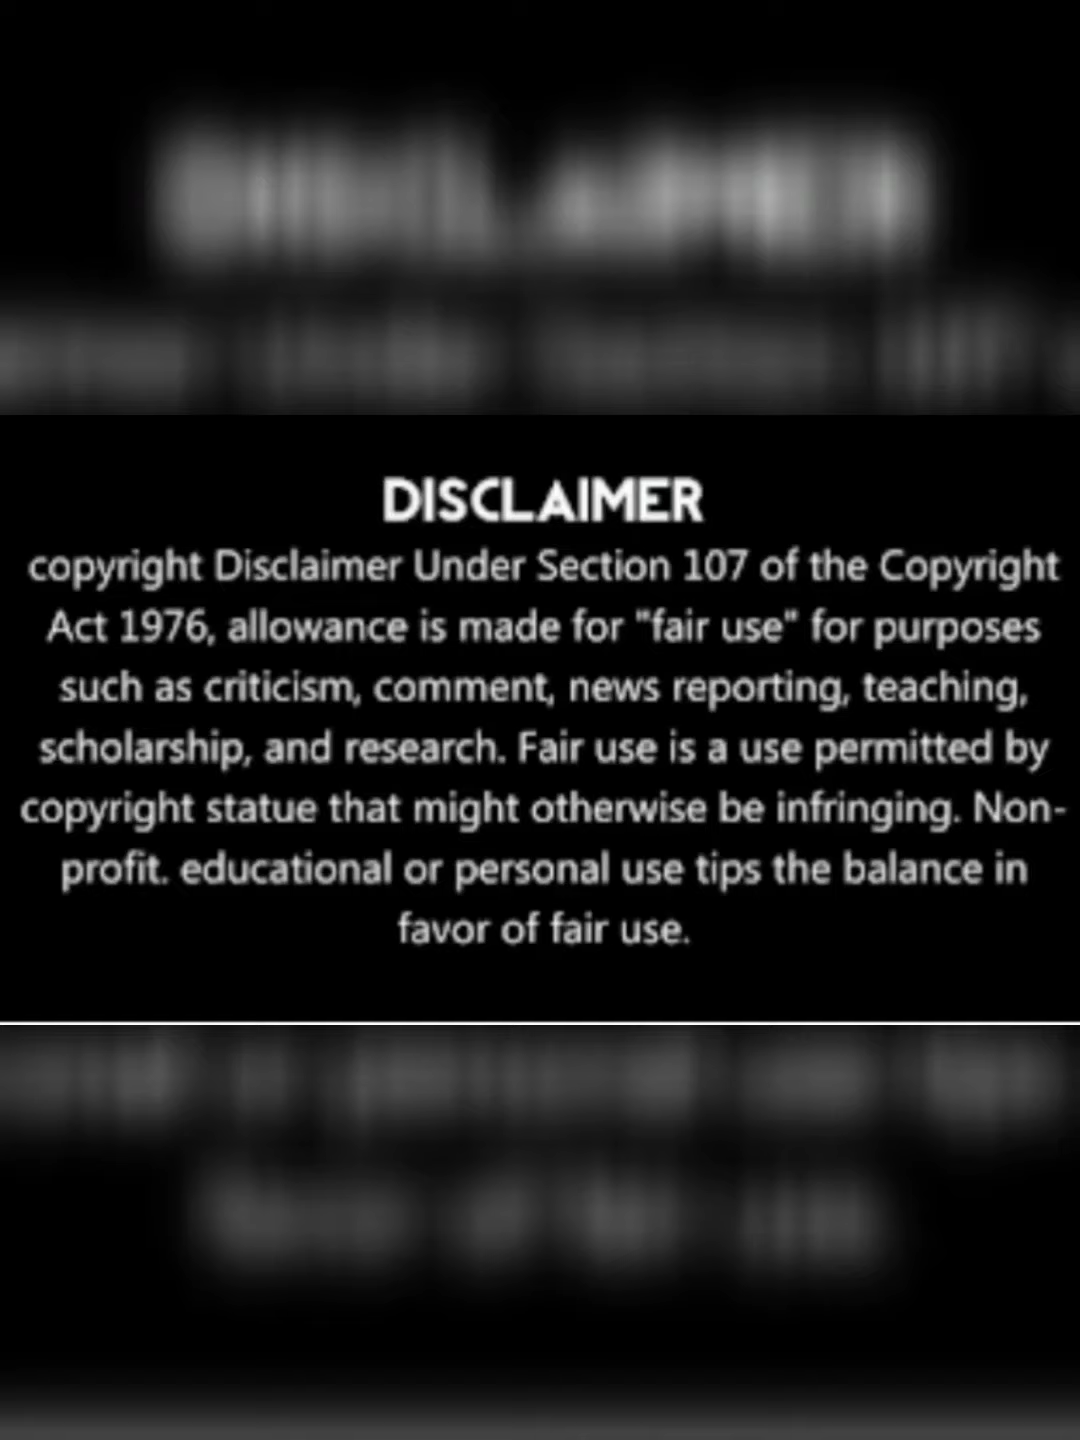 DISCLAIMER
copyright Disclaimer Under Section 107 of the Copyright
Act 1976, allowance is made for "fair use" for purposes
such as criticism, comment, news reporting, teaching,
scholarship, and research. Fair use is a use permitted by
copyright statue that might otherwise be infringing. Non-
profit. educational or personal use tips the balance in
favor of fair use.